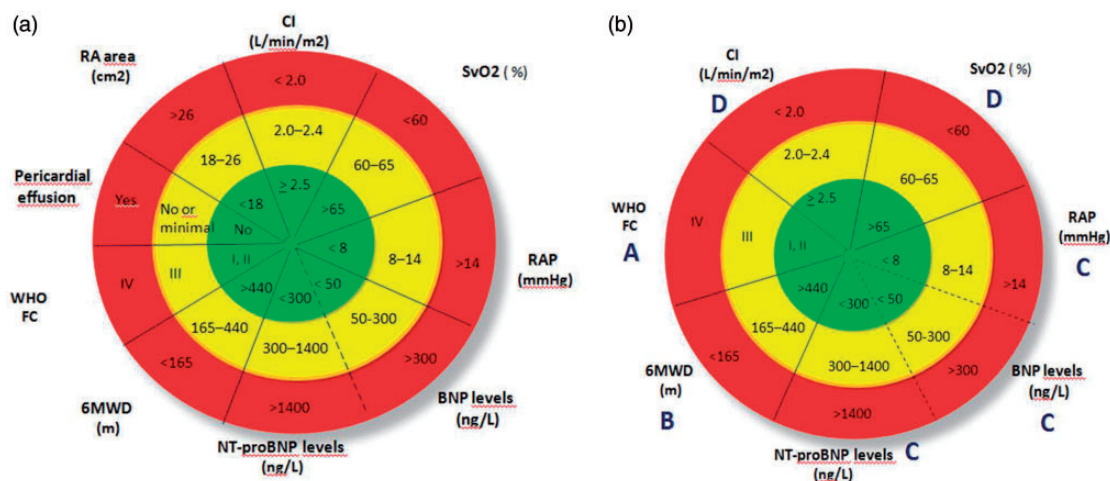 (a)
CI
(L/min/m2)
RA area
(cm2)
SvO2 ( %)
Pericardial
effusion
RAP
(mmHg)
WHO
FC
6MWD
(m)
NT-proBNP levels
(ng/L)
BNP levels
(ng/L)
< 2.0
<60
>14
>300
>1400
<165
IV
Yes
>26
2.0–2.4
60–65
8–14
50-300
300–1400
165–440
III
No or
minimal
18–26
≥ 2.5
>65
< 8
< 50
<300
>440
I, II
No
<18
(b)
CI
(L/min/m2)
D
SvO2 ( %)
D
RAP
(mmHg)
C
BNP levels
(ng/L)
C
NT-proBNP levels
(ng/L)
C
6MWD
(m)
B
WHO
FC
A
< 2.0
<60
>14
>300
>1400
<165
IV
2.0–2.4
60–65
8–14
50-300
300–1400
165–440
III
≥ 2.5
>65
< 8
< 50
<300
>440
I, II